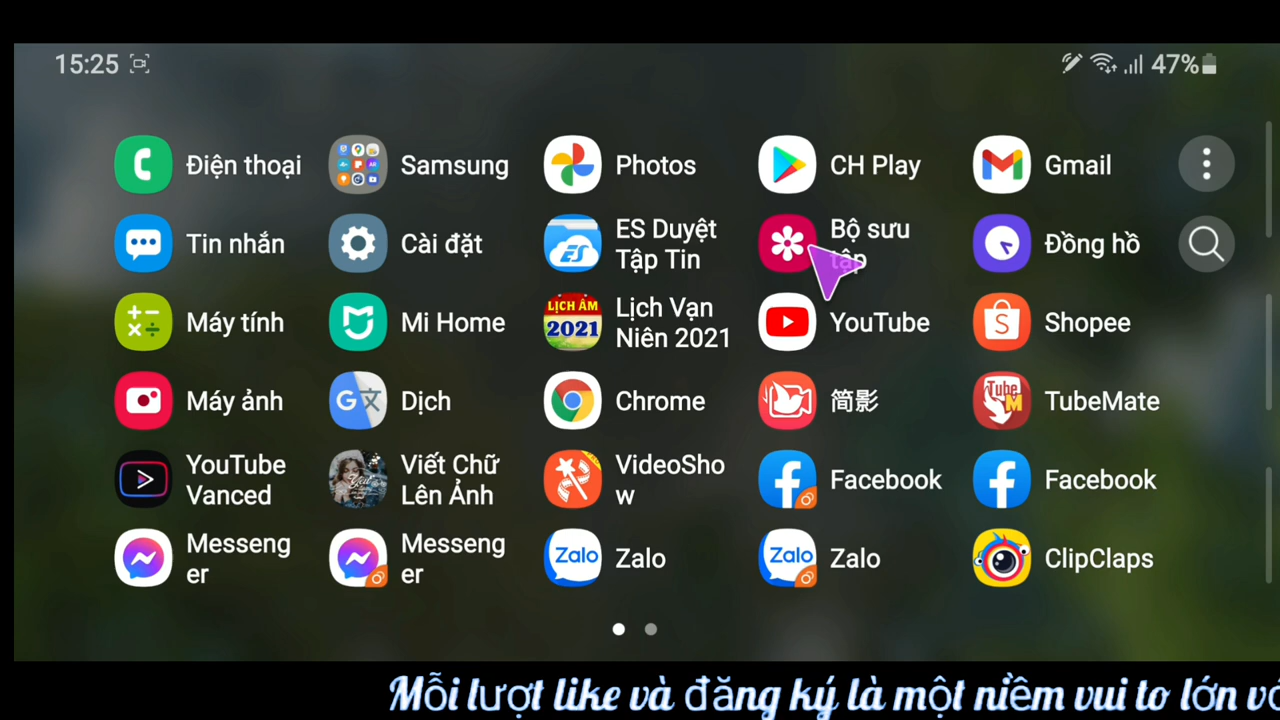 15:25
47%
Điện thoại
Samsung
Photos
CH Play
Gmail
Tin nhắn
Cài đặt
ES Duyệt
Tập Tin
ES
Bộ sưu
tập
Đồng hồ
Máy tính
Mi Home
LỊCH ÂM
2021
Lịch Vạn
Niên 2021
YouTube
Shopee
Máy ảnh
Dịch
Chrome
简影
TubeMate
YouTube
Vanced
Viết Chữ
Lên Ảnh
VideoSho
w
Facebook
Facebook
Messeng
er
Messeng
er
Zalo
Zalo
Zalo
Zalo
ClipClaps
Mỗi lượt like và đăng ký là một niềm vui to lớn